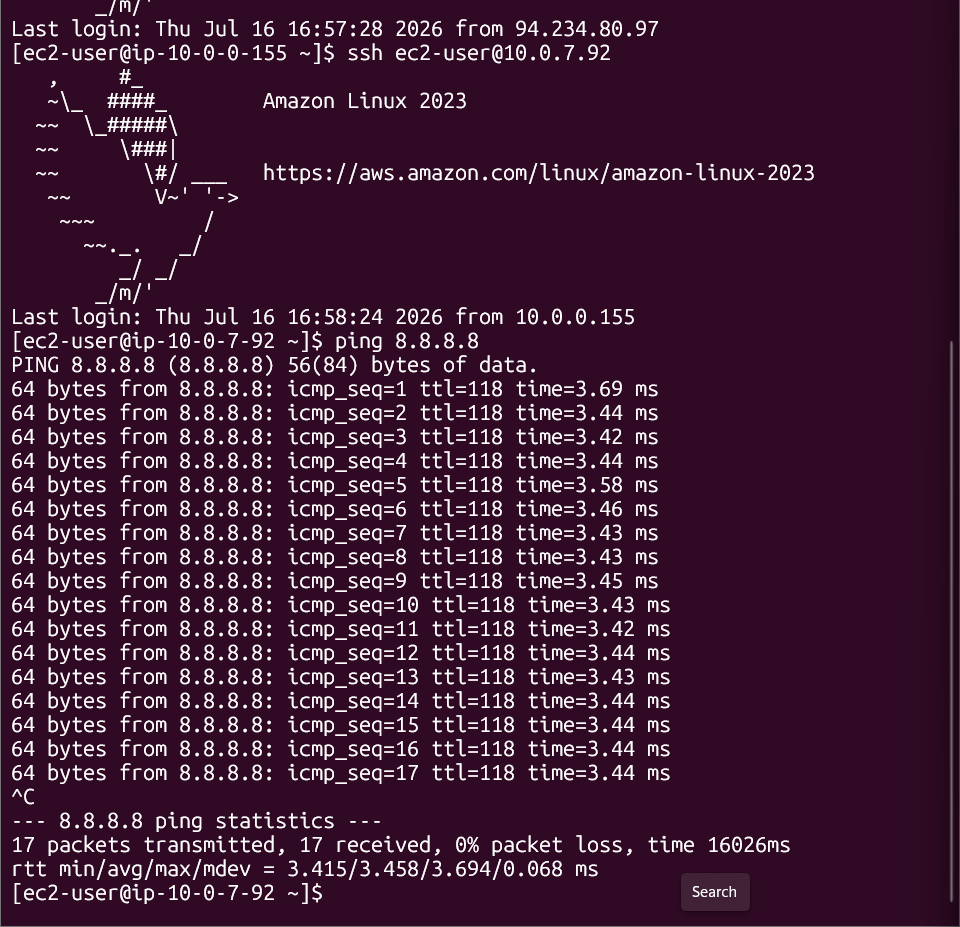 _/m/'
Last login: Thu Jul 16 16:57:28 2026 from 94.234.80.97
[ec2-user@ip-10-0-0-155 ~]$ ssh ec2-user@10.0.7.92
   ,     #_
   ~\_  ####_        Amazon Linux 2023
  ~~  \_#####\
  ~~     \###|
  ~~       \#/ ___   https://aws.amazon.com/linux/amazon-linux-2023
   ~~       V~' '->
    ~~~         /
      ~~._.   _/
         _/ _/
       _/m/'
Last login: Thu Jul 16 16:58:24 2026 from 10.0.0.155
[ec2-user@ip-10-0-7-92 ~]$ ping 8.8.8.8
PING 8.8.8.8 (8.8.8.8) 56(84) bytes of data.
64 bytes from 8.8.8.8: icmp_seq=1 ttl=118 time=3.69 ms
64 bytes from 8.8.8.8: icmp_seq=2 ttl=118 time=3.44 ms
64 bytes from 8.8.8.8: icmp_seq=3 ttl=118 time=3.42 ms
64 bytes from 8.8.8.8: icmp_seq=4 ttl=118 time=3.44 ms
64 bytes from 8.8.8.8: icmp_seq=5 ttl=118 time=3.58 ms
64 bytes from 8.8.8.8: icmp_seq=6 ttl=118 time=3.46 ms
64 bytes from 8.8.8.8: icmp_seq=7 ttl=118 time=3.43 ms
64 bytes from 8.8.8.8: icmp_seq=8 ttl=118 time=3.43 ms
64 bytes from 8.8.8.8: icmp_seq=9 ttl=118 time=3.45 ms
64 bytes from 8.8.8.8: icmp_seq=10 ttl=118 time=3.43 ms
64 bytes from 8.8.8.8: icmp_seq=11 ttl=118 time=3.42 ms
64 bytes from 8.8.8.8: icmp_seq=12 ttl=118 time=3.44 ms
64 bytes from 8.8.8.8: icmp_seq=13 ttl=118 time=3.43 ms
64 bytes from 8.8.8.8: icmp_seq=14 ttl=118 time=3.44 ms
64 bytes from 8.8.8.8: icmp_seq=15 ttl=118 time=3.44 ms
64 bytes from 8.8.8.8: icmp_seq=16 ttl=118 time=3.44 ms
64 bytes from 8.8.8.8: icmp_seq=17 ttl=118 time=3.44 ms
^C
--- 8.8.8.8 ping statistics ---
17 packets transmitted, 17 received, 0% packet loss, time 16026ms
rtt min/avg/max/mdev = 3.415/3.458/3.694/0.068 ms
[ec2-user@ip-10-0-7-92 ~]$
Search